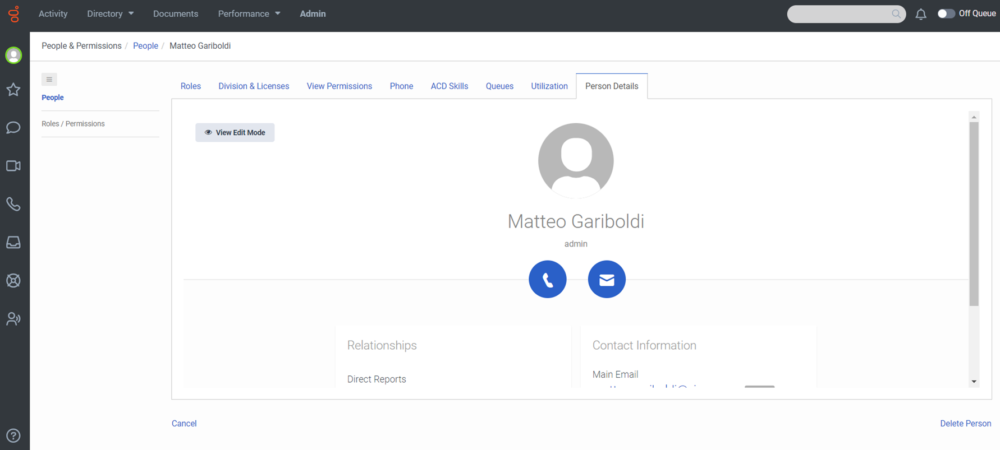 Activity Directory Documents Performance Admin Off Queue
People & Permissions / People / Matteo Gariboldi
People
Roles / Permissions
Roles Division & Licenses View Permissions Phone ACD Skills Queues Utilization Person Details
View Edit Mode
Matteo Gariboldi
admin
Relationships
Direct Reports
Contact Information
Main Email
Cancel
Delete Person